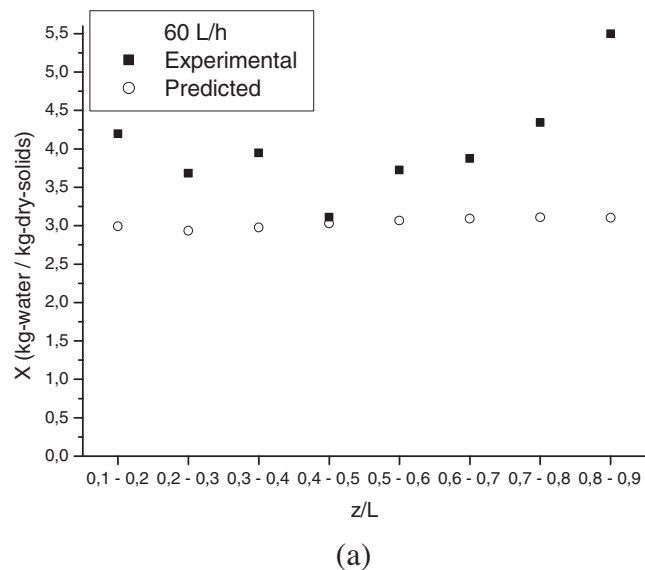 60 L/h
Experimental
Predicted
5,5
5,0
4,5
4,0
3,5
3,0
2,5
2,0
1,5
1,0
0,5
0,0
X (kg-water / kg-dry-solids)
0,1 - 0,2 0,2 - 0,3 0,3 - 0,4 0,4 - 0,5 0,5 - 0,6 0,6 - 0,7 0,7 - 0,8 0,8 - 0,9
z/L
(a)